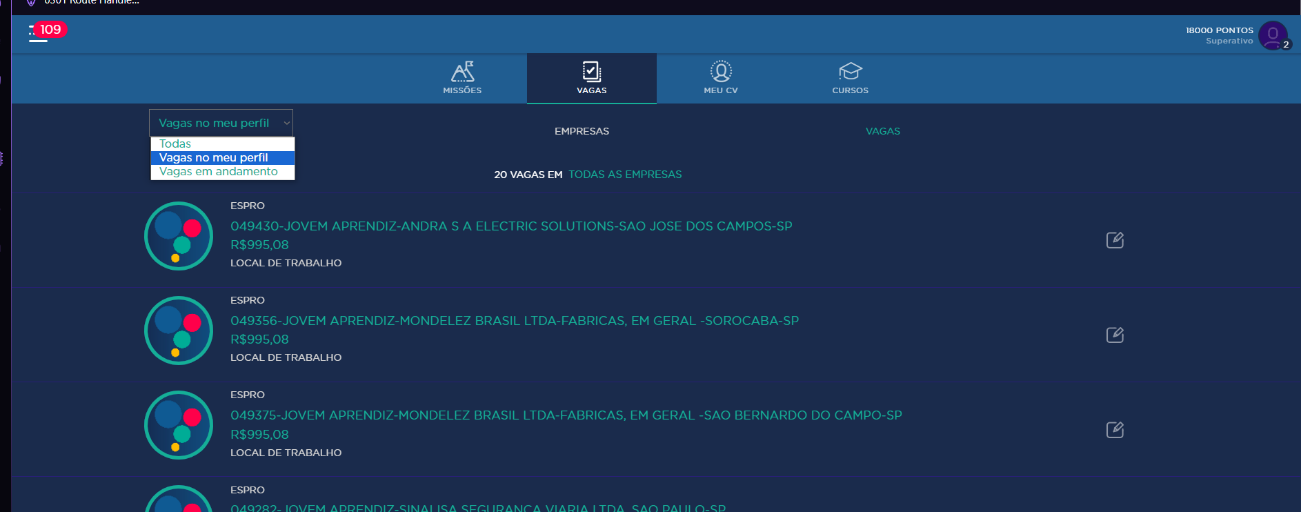 0301 Route Handle...
109
18000 PONTOS
Superativo
2
MISSÕES
VAGAS
MEU CV
CURSOS
Vagas no meu perfil
EMPRESAS
VAGAS
Todas
Vagas no meu perfil
Vagas em andamento
20 VAGAS EM TODAS AS EMPRESAS
ESPRO
049430-JOVEM APRENDIZ-ANDRA S A ELECTRIC SOLUTIONS-SAO JOSE DOS CAMPOS-SP
R$995,08
LOCAL DE TRABALHO
ESPRO
049356-JOVEM APRENDIZ-MONDELEZ BRASIL LTDA-FABRICAS, EM GERAL -SOROCABA-SP
R$995,08
LOCAL DE TRABALHO
ESPRO
049375-JOVEM APRENDIZ-MONDELEZ BRASIL LTDA-FABRICAS, EM GERAL -SAO BERNARDO DO CAMPO-SP
R$995,08
LOCAL DE TRABALHO
ESPRO
049282-JOVEM APRENDIZ-SINALISA SEGURANCA VIARIA LTDA, SAO PAULO-SP